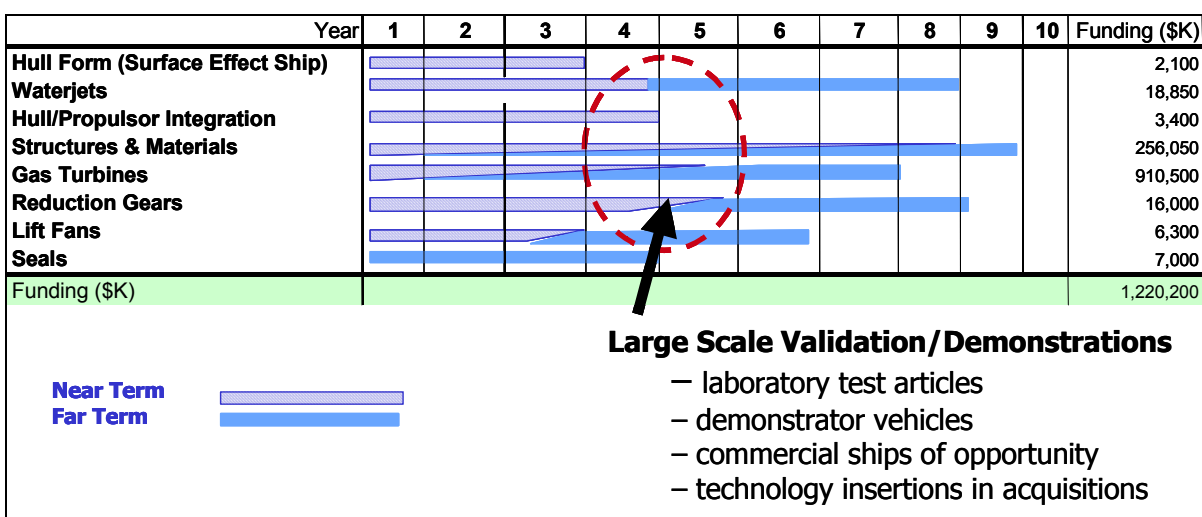 Year 1 2 3 4 5 6 7 8 9 10 Funding ($K)
Hull Form (Surface Effect Ship) 2,100
Waterjets 18,850
Hull/Propulsor Integration 3,400
Structures & Materials 256,050
Gas Turbines 910,500
Reduction Gears 16,000
Lift Fans 6,300
Seals 7,000
Funding ($K) 1,220,200
Large Scale Validation/Demonstrations
– laboratory test articles
– demonstrator vehicles
– commercial ships of opportunity
– technology insertions in acquisitions
Near Term
Far Term